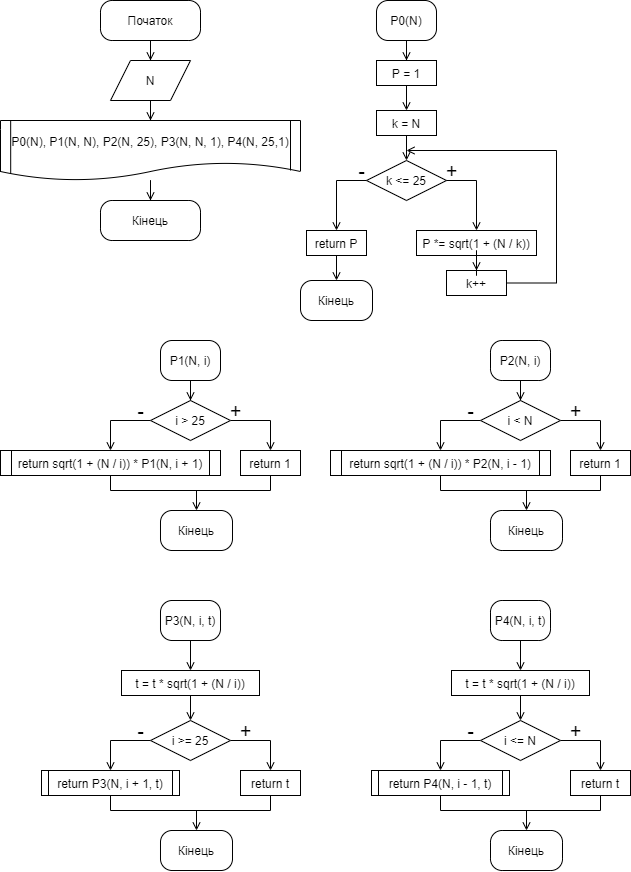 Початок
N
P0(N), P1(N, N), P2(N, 25), P3(N, N, 1), P4(N, 25,1)
Кінець
P0(N)
P = 1
k = N
k <= 25
-
+
return P
P *= sqrt(1 + (N / k))
k++
Кінець
P1(N, i)
i > 25
-
+
return sqrt(1 + (N / i)) * P1(N, i + 1)
return 1
Кінець
P2(N, i)
i < N
-
+
return sqrt(1 + (N / i)) * P2(N, i - 1)
return 1
Кінець
P3(N, i, t)
t = t * sqrt(1 + (N / i))
i >= 25
-
+
return P3(N, i + 1, t)
return t
Кінець
P4(N, i, t)
t = t * sqrt(1 + (N / i))
i <= N
-
+
return P4(N, i - 1, t)
return t
Кінець